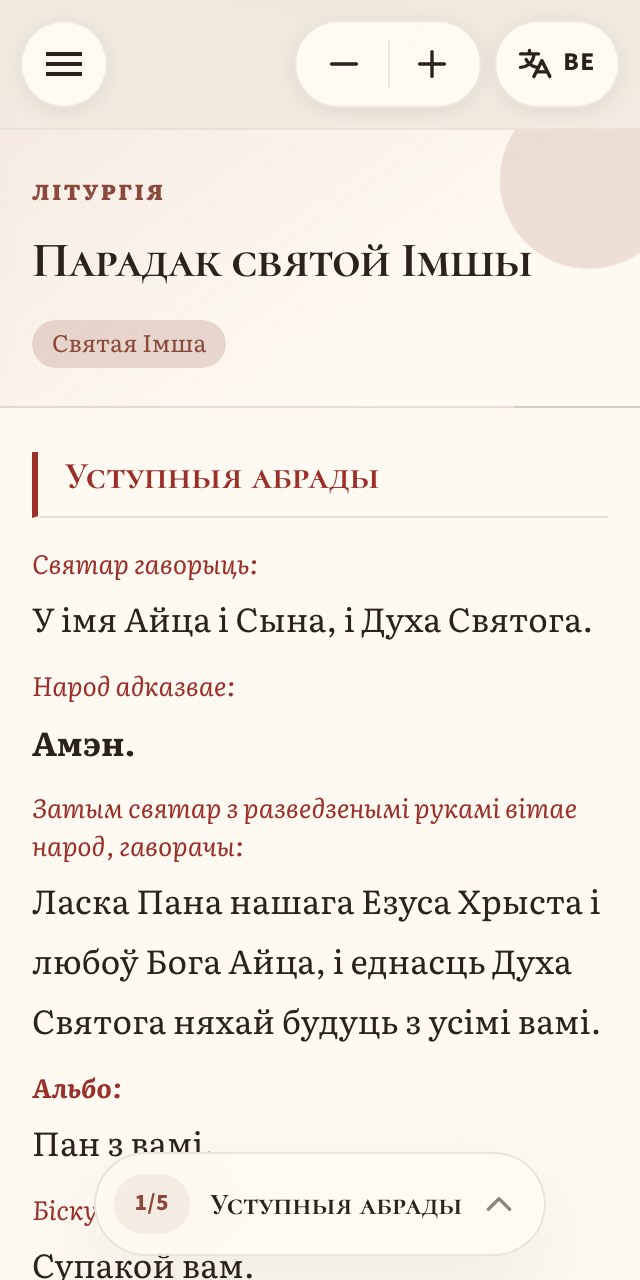 BE
ЛІТУРГІЯ
Парадак святой Імшы
Святая Імша
Уступныя абрады
Святар гаворыць:
У імя Айца і Сына, і Духа Святога.
Народ адказвае:
Амэн.
Затым святар з разведзенымі рукамі вітае
народ, гаворачы:
Ласка Пана нашага Езуса Хрыста і
любоў Бога Айца, і еднасць Духа
Святога няхай будуць з усімі вамі.
Альбо:
Пан з вамі.
1/5 Уступныя абрады
Супакой вам.